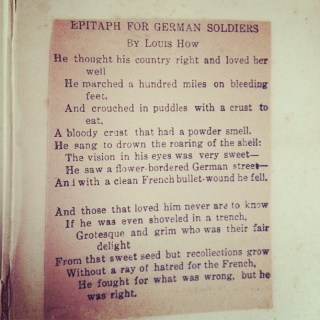 EPITAPH FOR GERMAN SOLDIERS
BY LOUIS HOW
He thought his country right and loved her
well
He marched a hundred miles on bleeding
feet,
And crouched in puddles with a crust to
eat.
A bloody crust that had a powder smell.
He sang to drown the roaring of the shell:
The vision in his eyes was very sweet—
He saw a flower-bordered German street—
And with a clean French bullet-wound he fell.
And those that loved him never are to know
If he was even shoveled in a trench,
Grotesque and grim who was their fair
delight
From that sweet seed but recollections grow
Without a ray of hatred for the French,
He fought for what was wrong, but he
was right.